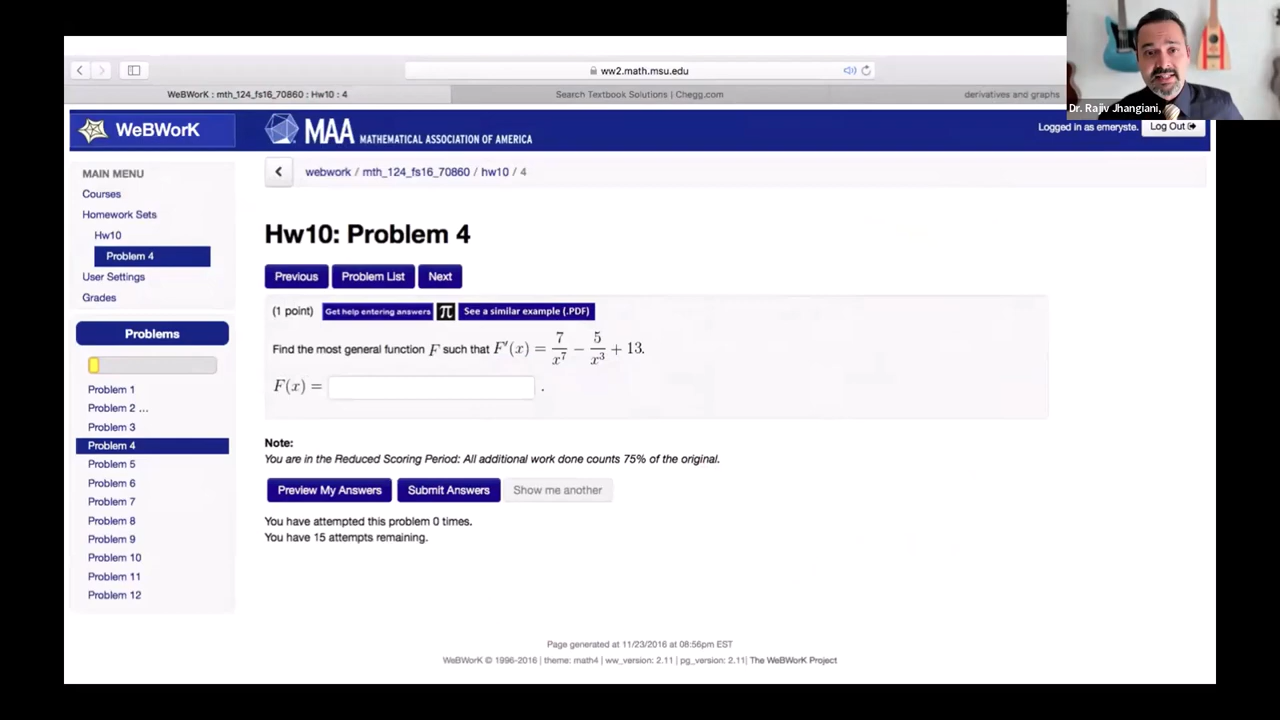 ww2.math.msu.edu
WeBWorK : mth_124_fs16_70860 : Hw10 : 4
Search Textbook Solutions | Chegg.com
derivatives and graphs
Dr. Rajiv Jhangiani,
WeBWorK
MAA MATHEMATICAL ASSOCIATION OF AMERICA
Logged in as emeryste. Log Out
MAIN MENU
Courses
Homework Sets
Hw10
Problem 4
User Settings
Grades
Problems
Problem 1
Problem 2 ...
Problem 3
Problem 4
Problem 5
Problem 6
Problem 7
Problem 8
Problem 9
Problem 10
Problem 11
Problem 12
webwork / mth_124_fs16_70860 / hw10 / 4
Hw10: Problem 4
Previous Problem List Next
(1 point) Get help entering answers π See a similar example (.PDF)
Find the most general function F such that F′(x) = 7/x^7 − 5/x^3 + 13.
F(x) = .
Note:
You are in the Reduced Scoring Period: All additional work done counts 75% of the original.
Preview My Answers Submit Answers Show me another
You have attempted this problem 0 times.
You have 15 attempts remaining.
Page generated at 11/23/2016 at 08:56pm EST
WeBWorK © 1996-2016 | theme: math4 | ww_version: 2.11 | pg_version: 2.11| The WeBWorK Project